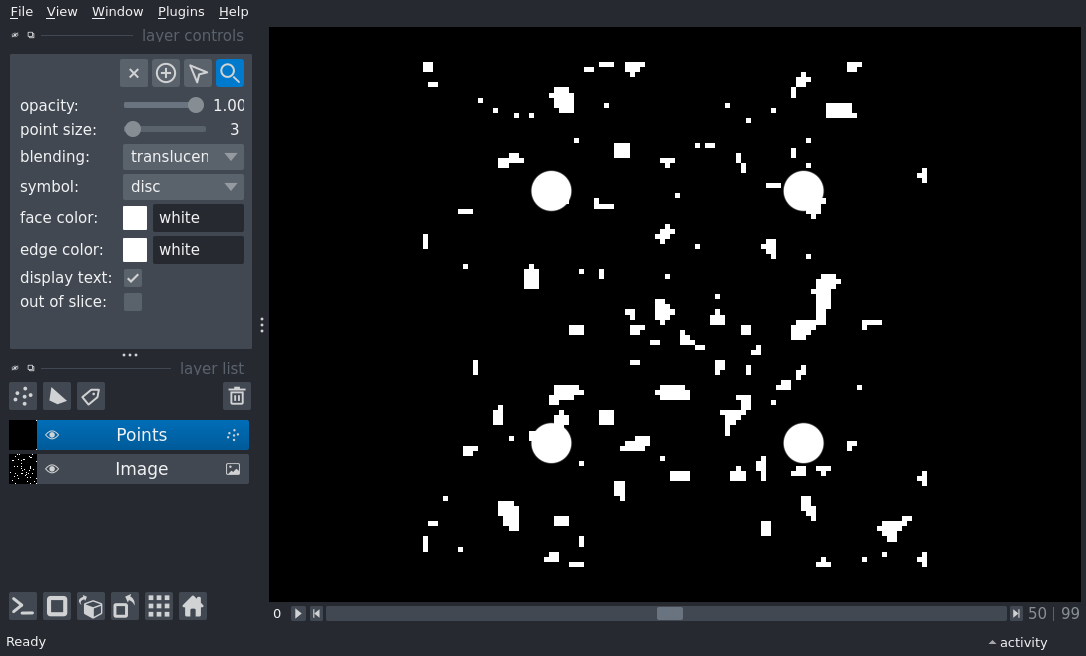 File View Window Plugins Help
layer controls
opacity: 1.00
point size: 3
blending: translucen
symbol: disc
face color: white
edge color: white
display text:
out of slice:
layer list
Points
Image
0 50 | 99
Ready activity